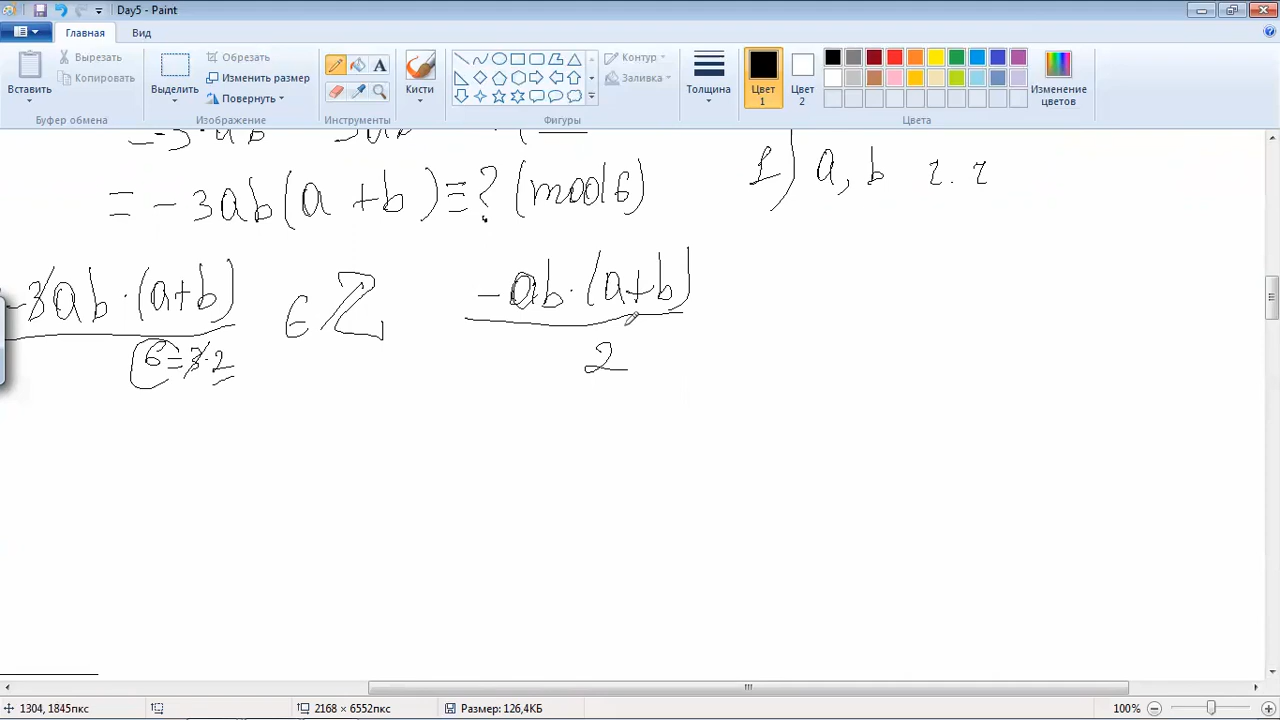 Day5 - Paint
Главная
Вид
Вставить
Вырезать
Копировать
Буфер обмена
Выделить
Обрезать
Изменить размер
Повернуть
Изображение
Инструменты
Кисти
Контур
Заливка
Фигуры
Толщина
Цвет 1
Цвет 2
Изменение цветов
Цвета
= -3ab(a+b) ≡ ? (mod 6)
1) a, b
-3ab·(a+b)
6=3·2
∈ ℤ
-ab·(a+b)
2
1304, 1845пкс
2168 × 6552пкс
Размер: 126,4КБ
100%